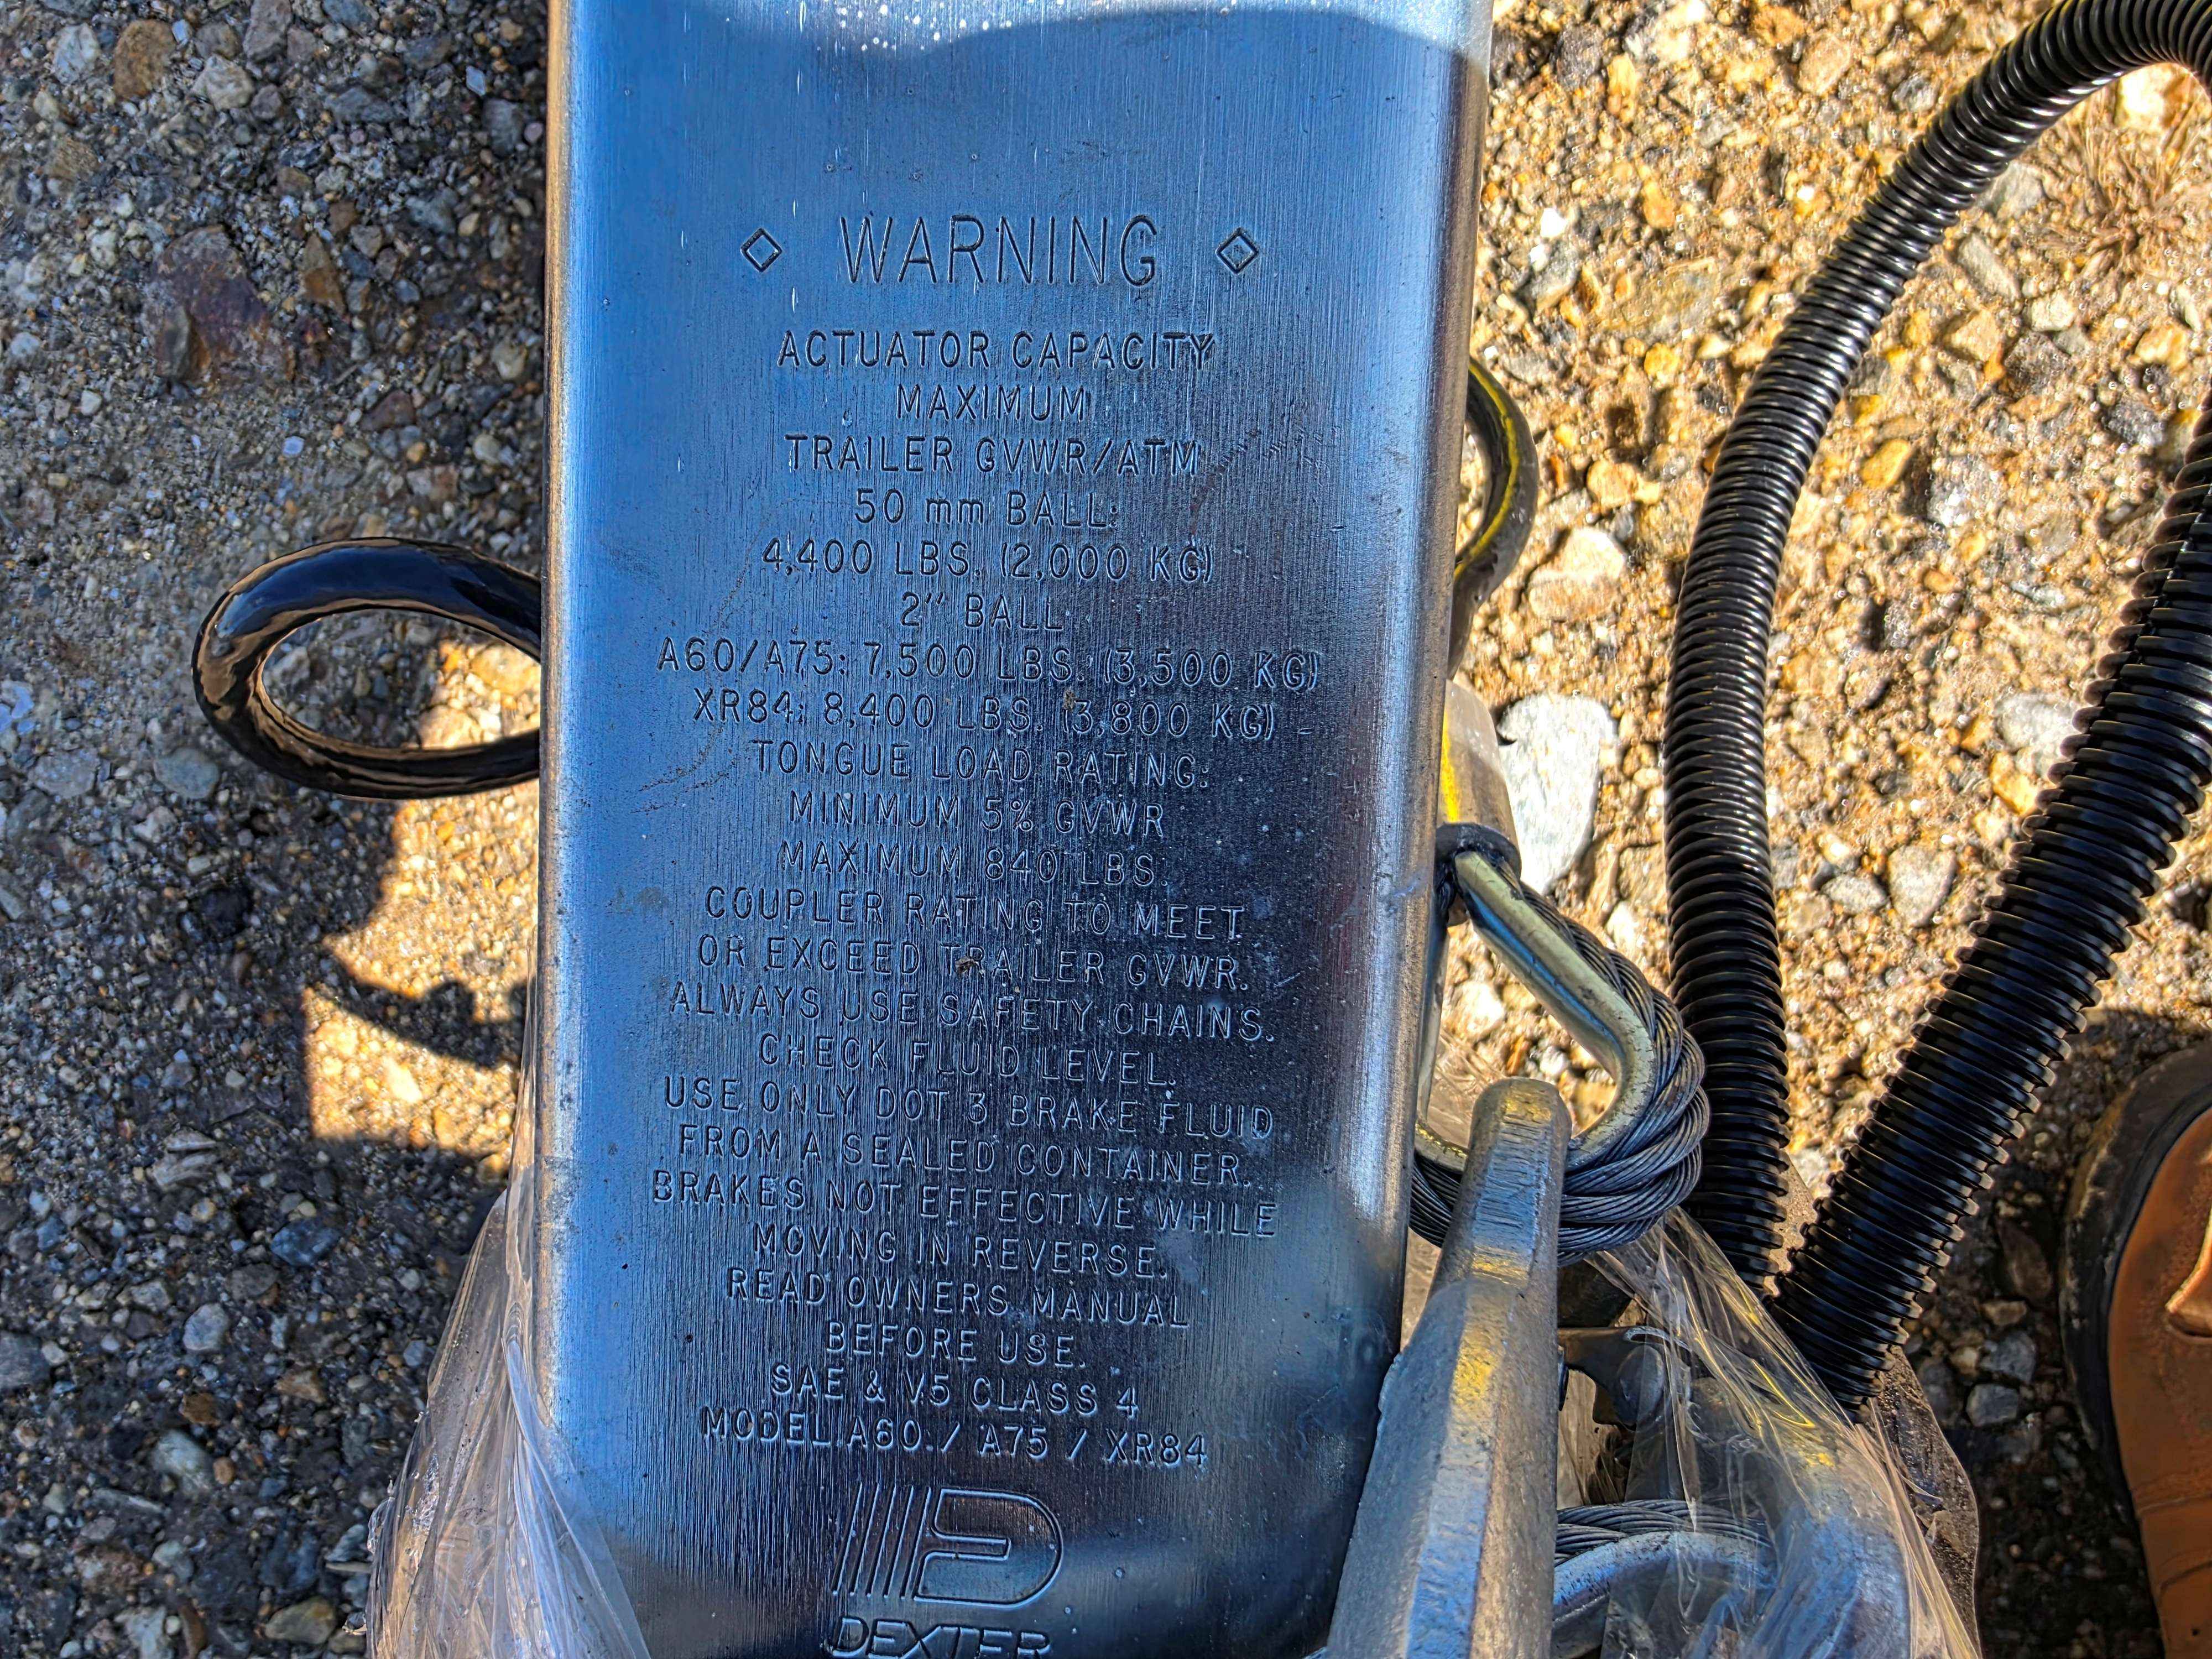 ◇ WARNING ◇
ACTUATOR CAPACITY
MAXIMUM
TRAILER GVWR/ATM
50 mm BALL:
4,400 LBS. (2,000 KG)
2" BALL
A60/A75: 7,500 LBS. (3,500 KG)
XR84: 8,400 LBS. (3,800 KG)
TONGUE LOAD RATING:
MINIMUM 5% GVWR
MAXIMUM 840 LBS.
COUPLER RATING TO MEET
OR EXCEED TRAILER GVWR.
ALWAYS USE SAFETY CHAINS.
CHECK FLUID LEVEL.
USE ONLY DOT 3 BRAKE FLUID
FROM A SEALED CONTAINER.
BRAKES NOT EFFECTIVE WHILE
MOVING IN REVERSE.
READ OWNERS MANUAL
BEFORE USE.
SAE & V5 CLASS 4
MODEL A60 / A75 / XR84
DEXTER